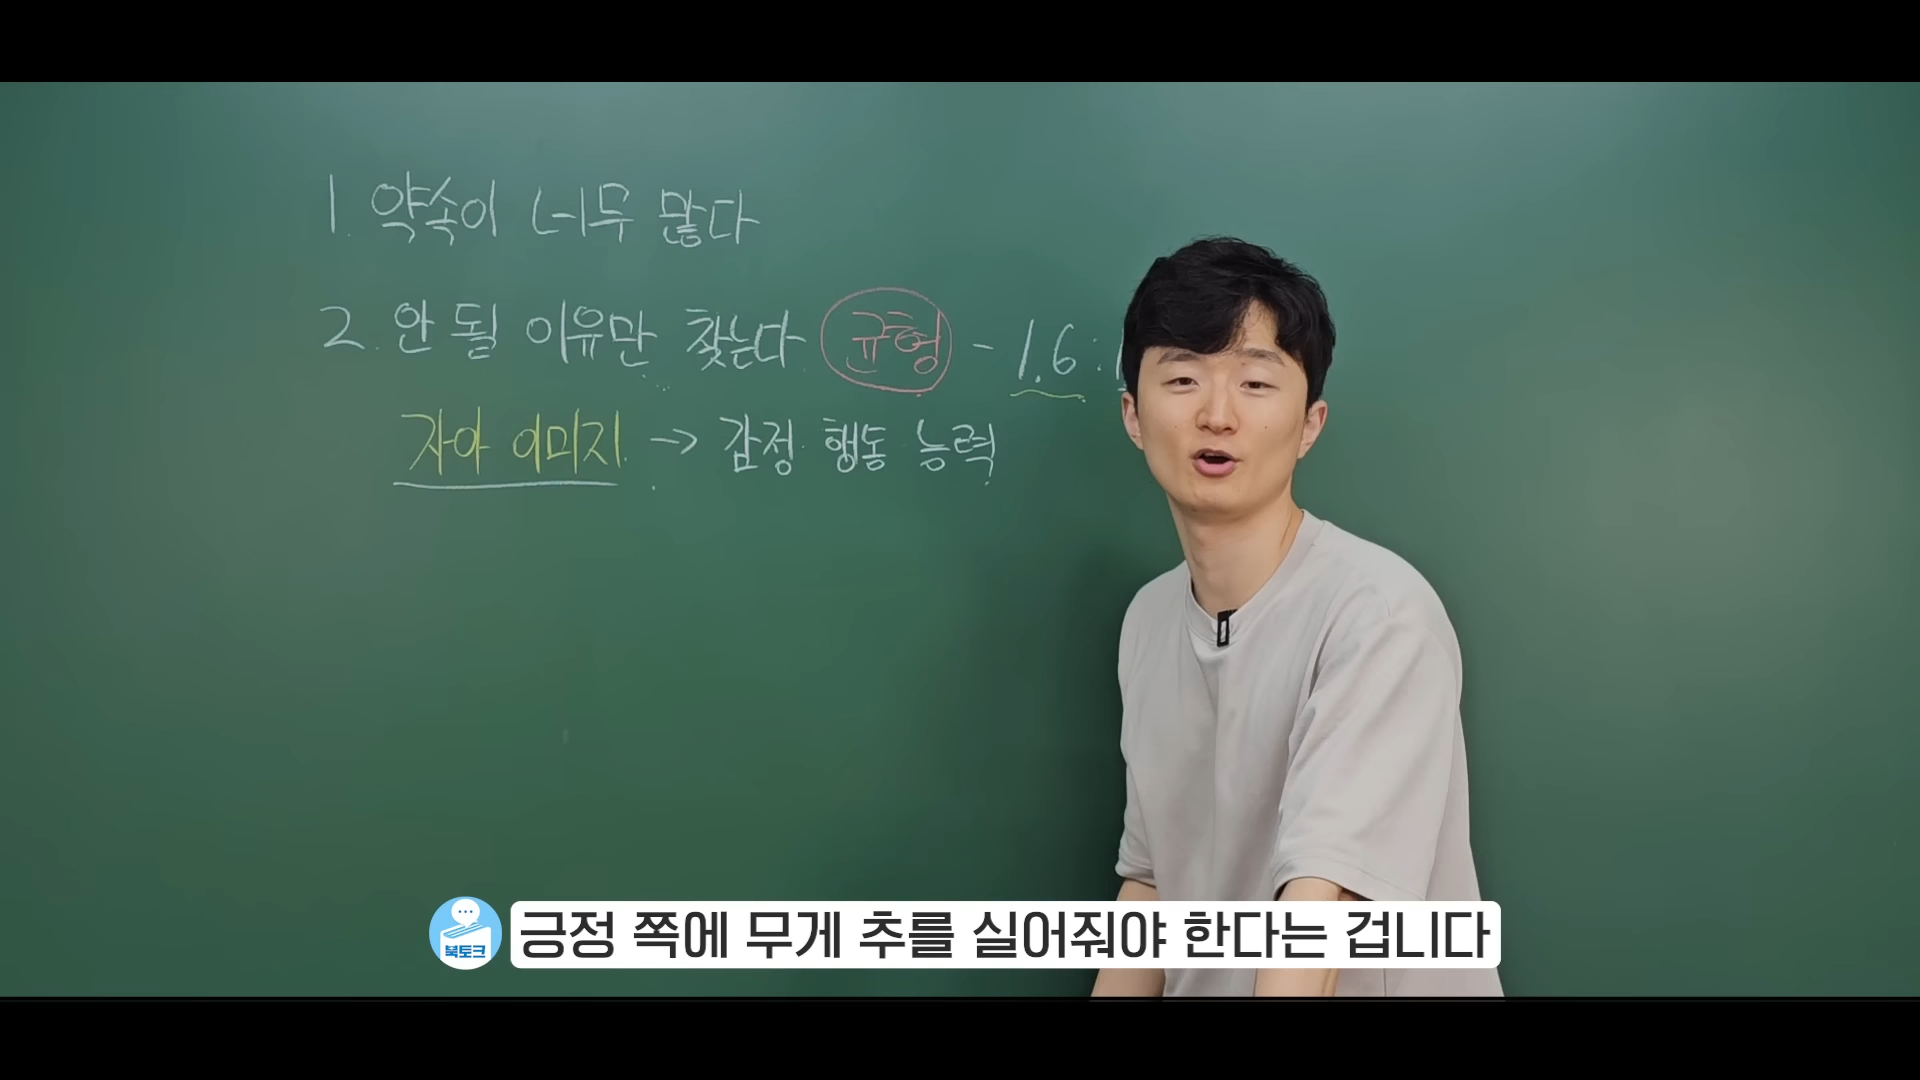 1. 약속이 너무 많다
2. 안 될 이유만 찾는다 균형 - 1.6 : 1
자아 이미지 → 감정 행동 능력
북토크
긍정 쪽에 무게 추를 실어줘야 한다는 겁니다